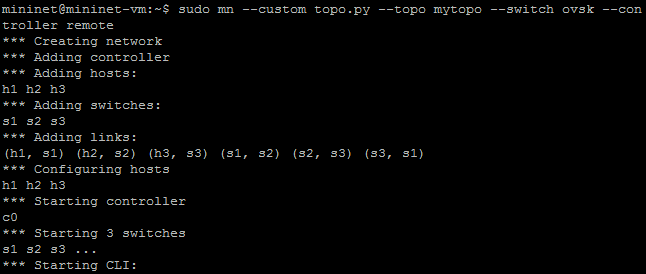 mininet@mininet-vm:~$ sudo mn --custom topo.py --topo mytopo --switch ovsk --con
troller remote
*** Creating network
*** Adding controller
*** Adding hosts:
h1 h2 h3
*** Adding switches:
s1 s2 s3
*** Adding links:
(h1, s1) (h2, s2) (h3, s3) (s1, s2) (s2, s3) (s3, s1)
*** Configuring hosts
h1 h2 h3
*** Starting controller
c0
*** Starting 3 switches
s1 s2 s3 ...
*** Starting CLI: